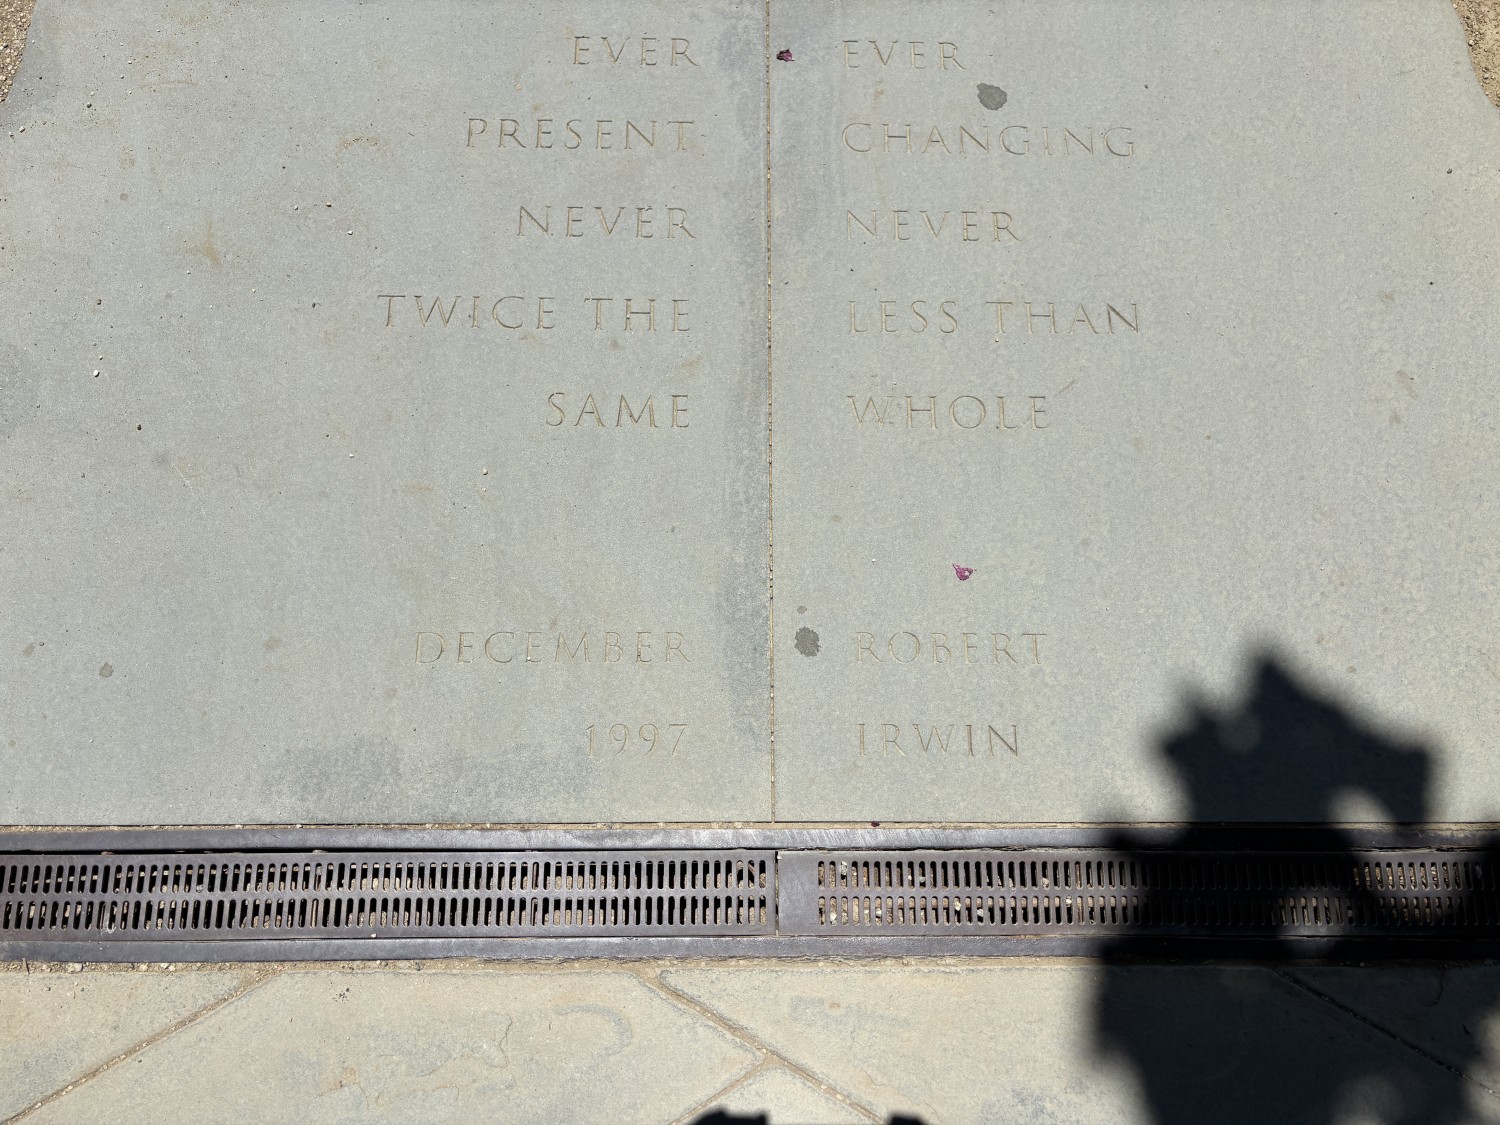 EVER
PRESENT
NEVER
TWICE THE
SAME
EVER
CHANGING
NEVER
LESS THAN
WHOLE
DECEMBER
1997
ROBERT
IRWIN